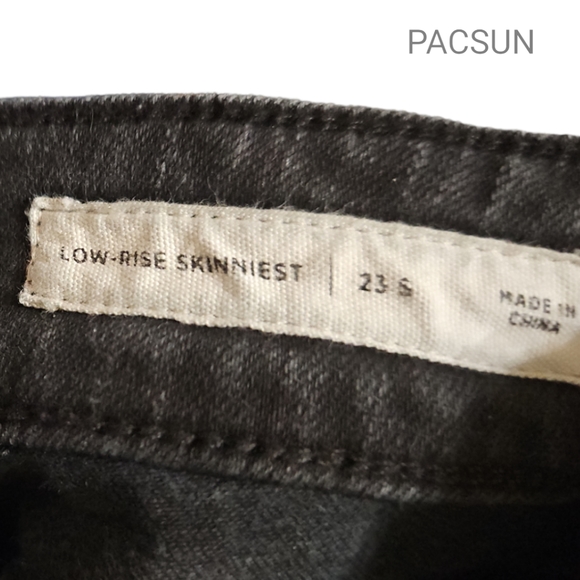 PACSUN
LOW-RISE SKINNIEST | 23 S
MADE IN
CHINA